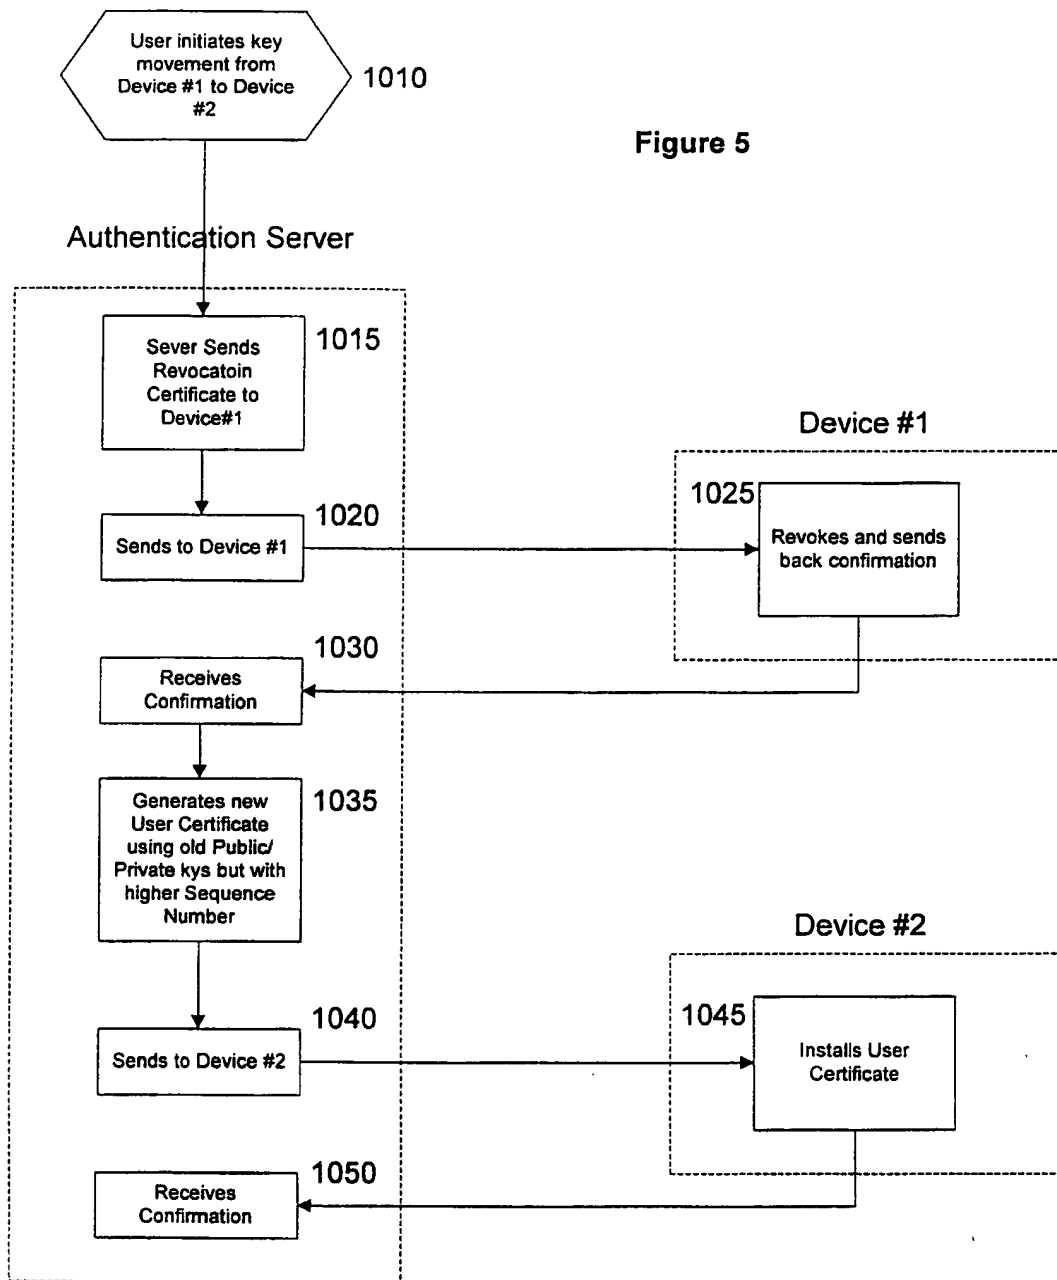 User initiates key
movement from
Device #1 to Device
#2
1010
Figure 5
Authentication Server
1015
Sever Sends
Revocatoin
Certificate to
Device#1
Device #1
1020
Sends to Device #1
1025
Revokes and sends
back confirmation
1030
Receives
Confirmation
1035
Generates new
User Certificate
using old Public/
Private kys but with
higher Sequence
Number
Device #2
1040
Sends to Device #2
1045
Installs User
Certificate
1050
Receives
Confirmation